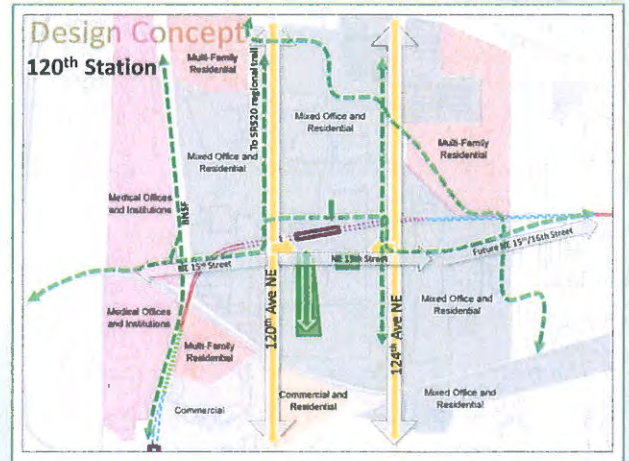 Design Concept
120th Station
Multi-Family
Residential
To SR520 regional trail
Mixed Office and
Residential
Mixed Office and
Residential
Multi-Family
Residential
Medical Offices
and Institutions
BNSF
NE 15th Street
NE 15th Street
Future NE 15th/16th Street
Medical Offices
and Institutions
Multi-Family
Residential
120th Ave NE
124th Ave NE
Mixed Office and
Residential
Commercial
Commercial and
Residential
Mixed Office and
Residential